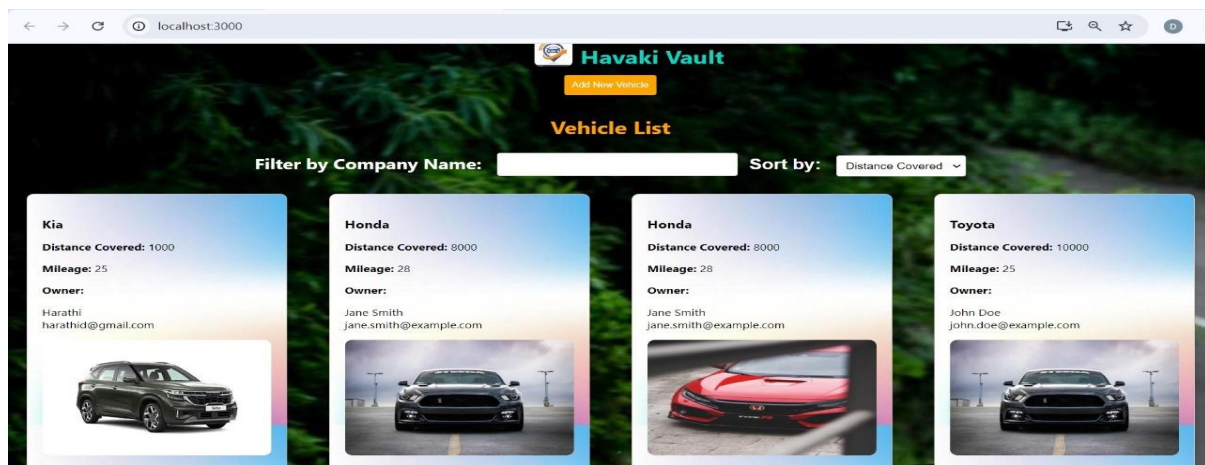 localhost:3000
D
Havaki Vault
Add New Vehicle
Vehicle List
Filter by Company Name: Sort by: Distance Covered
Kia
Distance Covered: 1000
Mileage: 25
Owner:
Harathi
harathid@gmail.com
Honda
Distance Covered: 8000
Mileage: 28
Owner:
Jane Smith
jane.smith@example.com
Honda
Distance Covered: 8000
Mileage: 28
Owner:
Jane Smith
jane.smith@example.com
Toyota
Distance Covered: 10000
Mileage: 25
Owner:
John Doe
john.doe@example.com